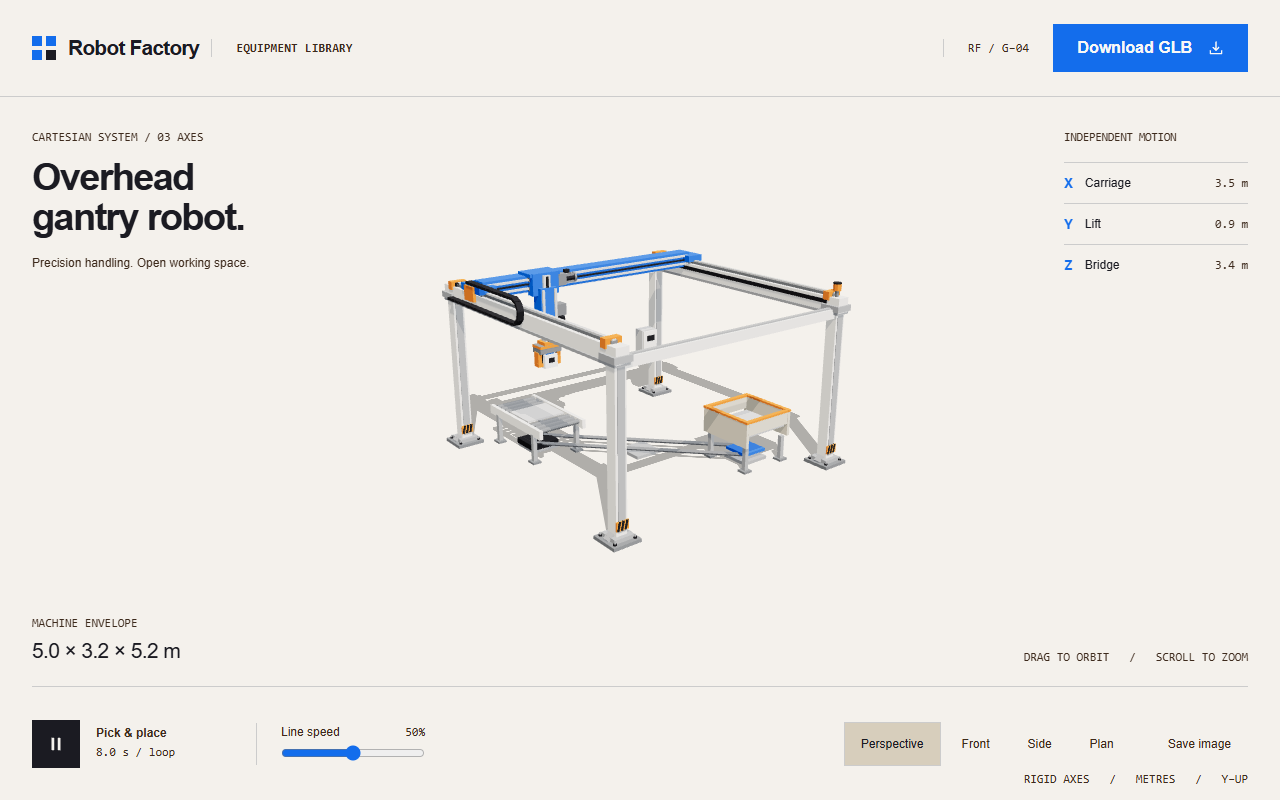 Robot Factory
EQUIPMENT LIBRARY
RF / G-04
Download GLB
CARTESIAN SYSTEM / 03 AXES
Overhead
gantry robot.
Precision handling. Open working space.
INDEPENDENT MOTION
X Carriage 3.5 m
Y Lift 0.9 m
Z Bridge 3.4 m
MACHINE ENVELOPE
5.0 × 3.2 × 5.2 m
DRAG TO ORBIT / SCROLL TO ZOOM
Pick & place
8.0 s / loop
Line speed 50%
Perspective Front Side Plan Save image
RIGID AXES / METRES / Y-UP